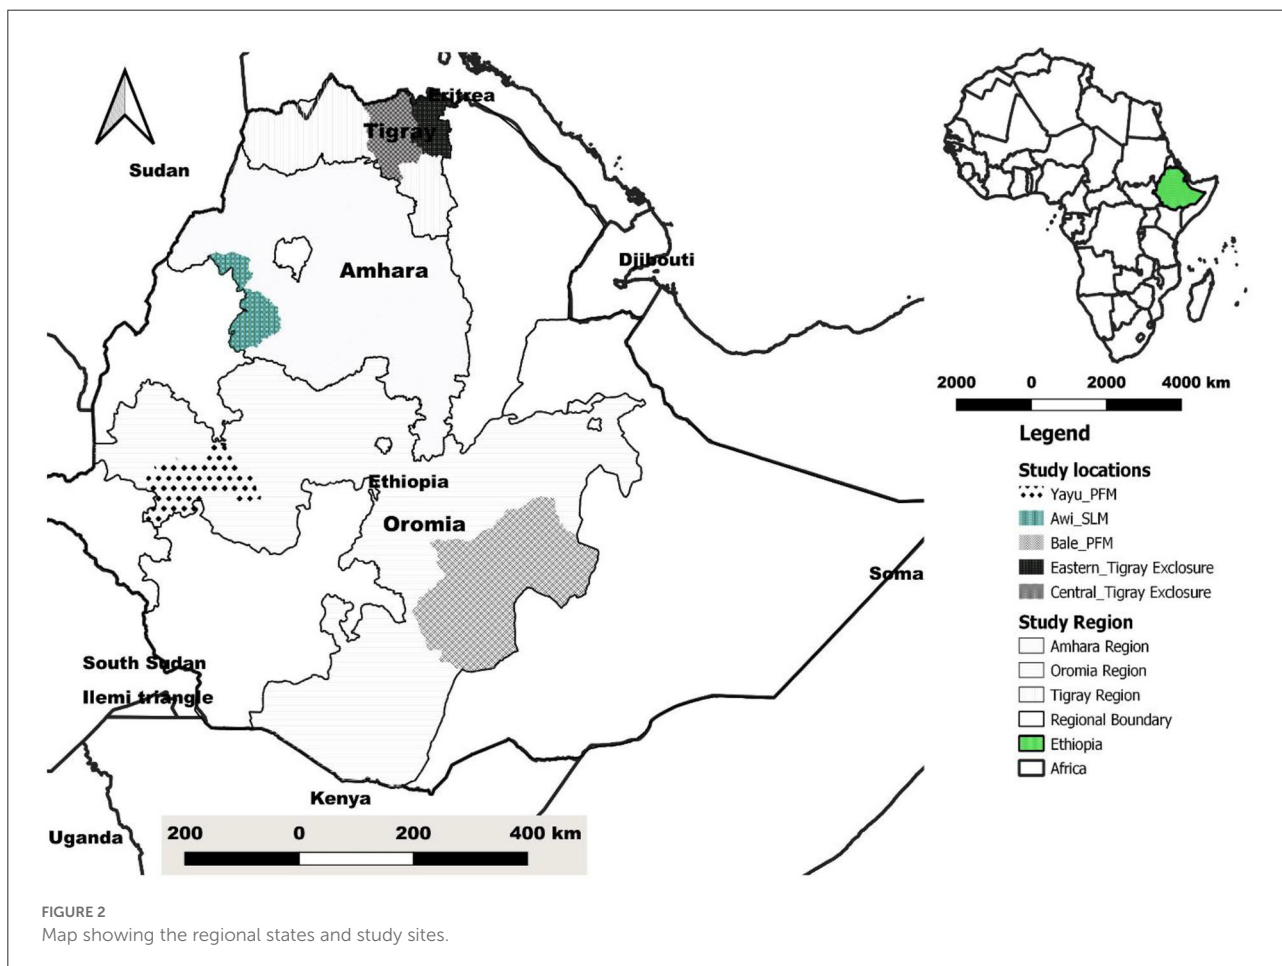 Eritrea
Tigray
Sudan
Amhara
Djibouti
Ethiopia
Oromia
Soma
South Sudan
Ilemi triangle
Kenya
Uganda
200 0 200 400 km
2000 0 2000 4000 km
Legend
Study locations
Yayu_PFM
Awi_SLM
Bale_PFM
Eastern_Tigray Exclosure
Central_Tigray Exclosure
Study Region
Amhara Region
Oromia Region
Tigray Region
Regional Boundary
Ethiopia
Africa
FIGURE 2
Map showing the regional states and study sites.